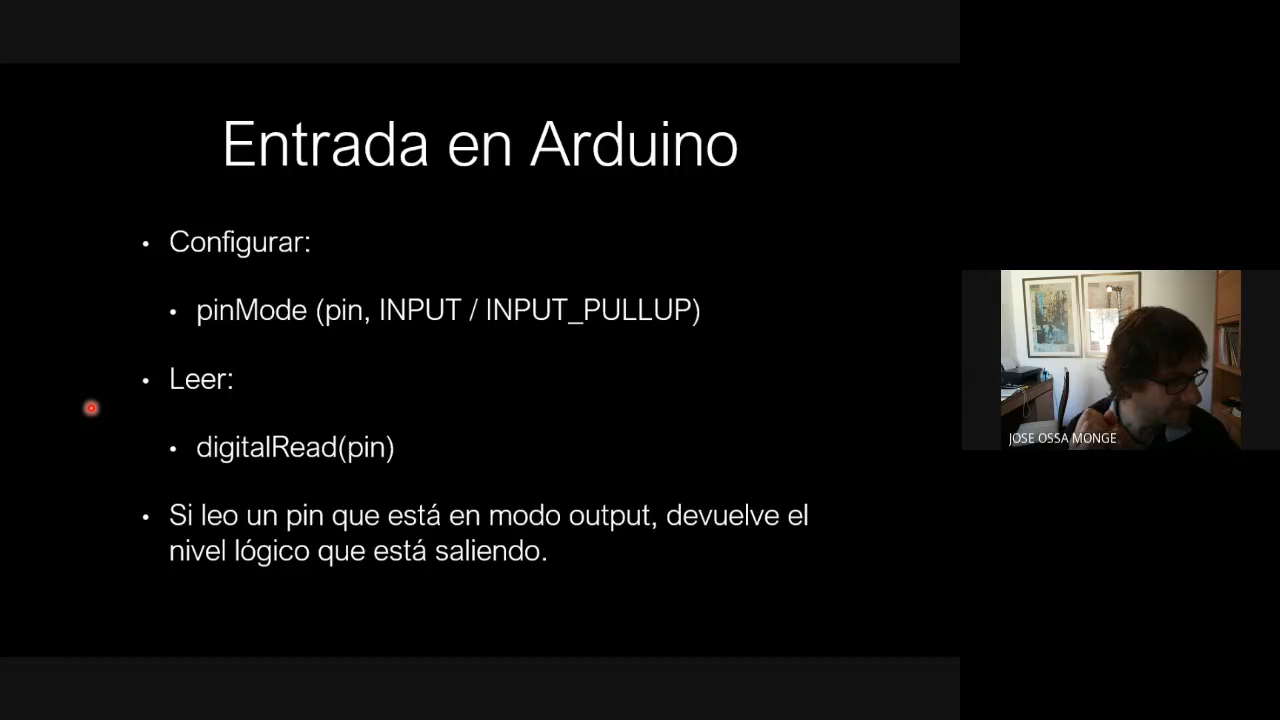 Entrada en Arduino
• Configurar:
• pinMode (pin, INPUT / INPUT_PULLUP)
• Leer:
• digitalRead(pin)
• Si leo un pin que está en modo output, devuelve el
nivel lógico que está saliendo.
JOSE OSSA MONGE